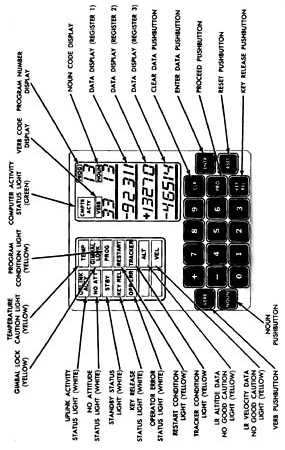 GIMBAL LOCK
(YELLOW)
TEMPERATURE
CAUTION LIGHT
(YELLOW)
PROGRAM
CONDITION LIGHT
(YELLOW)
COMPUTER ACTIVITY
STATUS LIGHT
(GREEN)
VERB CODE
DISPLAY
PROGRAM NUMBER
DISPLAY
NOUN CODE DISPLAY
DATA DISPLAY (REGISTER 1)
DATA DISPLAY (REGISTER 2)
DATA DISPLAY (REGISTER 3)
CLEAR DATA PUSHBUTTON
ENTER DATA PUSHBUTTON
PROCEED PUSHBUTTON
RESET PUSHBUTTON
KEY RELEASE PUSHBUTTON
UPLINK ACTIVITY
STATUS LIGHT (WHITE)
NO ATTITUDE
STATUS LIGHT (WHITE)
STANDBY STATUS
LIGHT (WHITE)
KEY RELEASE
STATUS LIGHT (WHITE)
OPERATOR ERROR
STATUS LIGHT (WHITE)
RESTART CONDITION
LIGHT (YELLOW)
TRACKER CONDITION
LIGHT (YELLOW)
LR ALTITUDE DATA
NO GOOD CAUTION
LIGHT (YELLOW)
LR VELOCITY DATA
NO GOOD CAUTION
LIGHT (YELLOW)
VERB PUSHBUTTON
NOUN
PUSHBUTTON
UPLINK
ACTY
TEMP
NO ATT
GIMBAL
LOCK
STBY
PROG
KEY REL
RESTART
OPR ERR
TRACKER
ALT
VEL
COMPTR
ACTY
PROG
13
VERB
33
NOUN
13
-92311
+13270
-46514
VERB
NOUN
+ 7 8 9
- 4 5 6
0 1 2 3
CLR
PRO
KEY
REL
ENTR
RSET